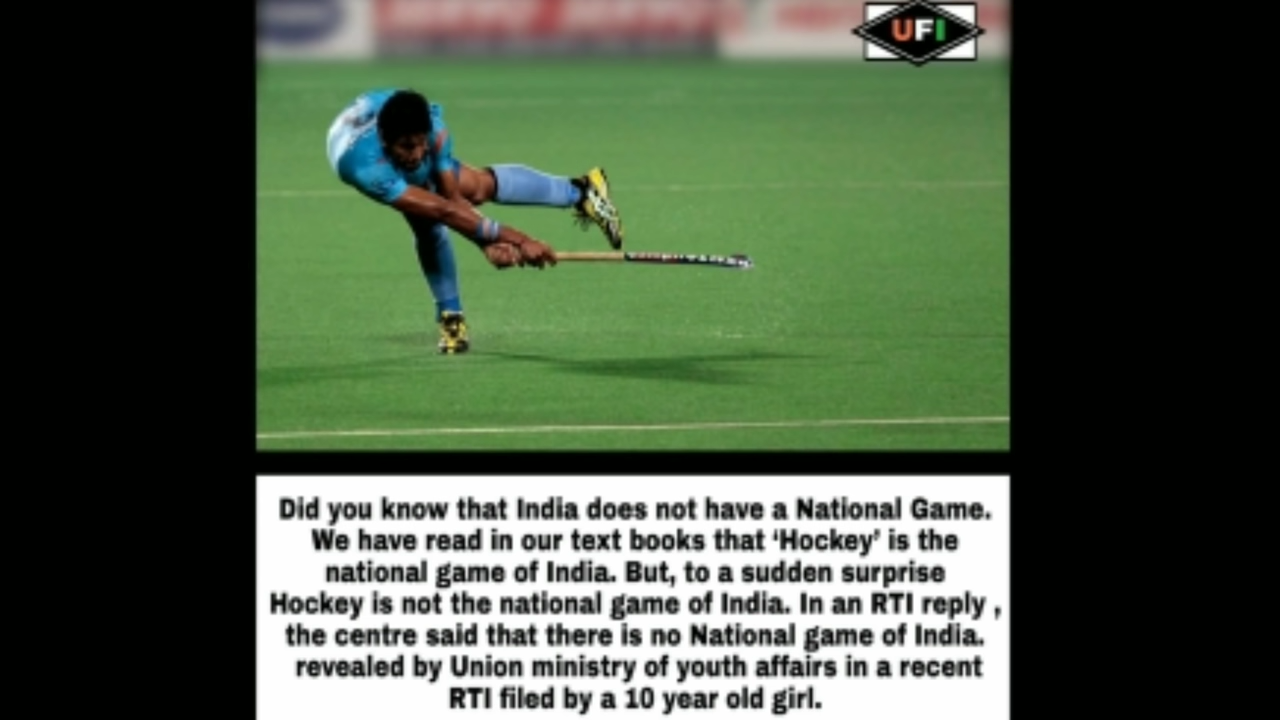 UFI
Did you know that India does not have a National Game.
We have read in our text books that ‘Hockey’ is the
national game of India. But, to a sudden surprise
Hockey is not the national game of India. In an RTI reply ,
the centre said that there is no National game of India.
revealed by Union ministry of youth affairs in a recent
RTI filed by a 10 year old girl.